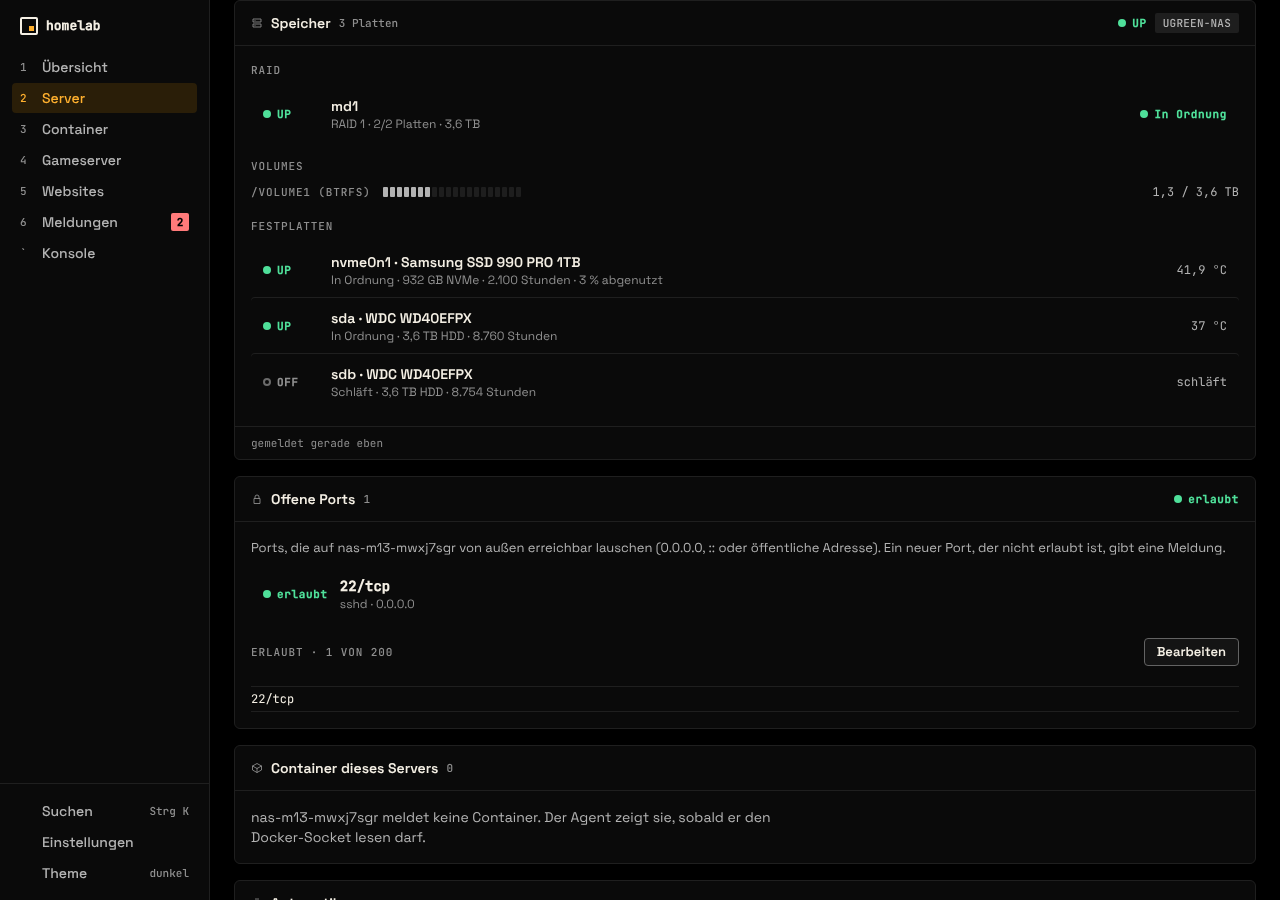 homelab
1 Übersicht
2 Server
3 Container
4 Gameserver
5 Websites
6 Meldungen 2
` Konsole
Suchen Strg K
Einstellungen
Theme dunkel
Speicher 3 Platten UP UGREEN-NAS
RAID
UP md1 In Ordnung
RAID 1 · 2/2 Platten · 3,6 TB
VOLUMES
/VOLUME1 (BTRFS) 1,3 / 3,6 TB
FESTPLATTEN
UP nvme0n1 · Samsung SSD 990 PRO 1TB 41,9 °C
In Ordnung · 932 GB NVMe · 2.100 Stunden · 3 % abgenutzt
UP sda · WDC WD40EFPX 37 °C
In Ordnung · 3,6 TB HDD · 8.760 Stunden
OFF sdb · WDC WD40EFPX schläft
Schläft · 3,6 TB HDD · 8.754 Stunden
gemeldet gerade eben
Offene Ports 1 erlaubt
Ports, die auf nas-m13-mwxj7sgr von außen erreichbar lauschen (0.0.0.0, :: oder öffentliche Adresse). Ein neuer Port, der nicht erlaubt ist, gibt eine Meldung.
erlaubt 22/tcp
sshd · 0.0.0.0
ERLAUBT · 1 VON 200 Bearbeiten
22/tcp
Container dieses Servers 0
nas-m13-mwxj7sgr meldet keine Container. Der Agent zeigt sie, sobald er den
Docker-Socket lesen darf.